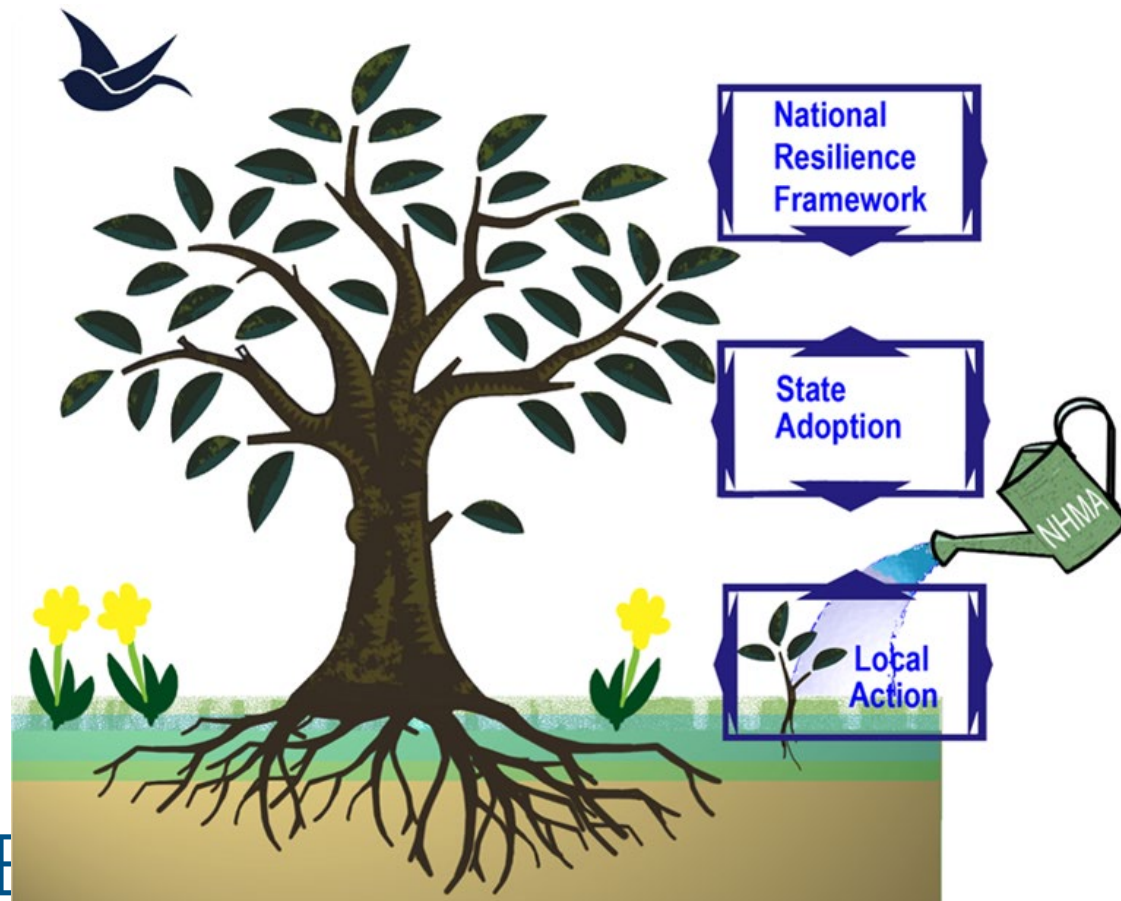 National
Resilience
Framework
State
Adoption
NHMA
Local
Action
E